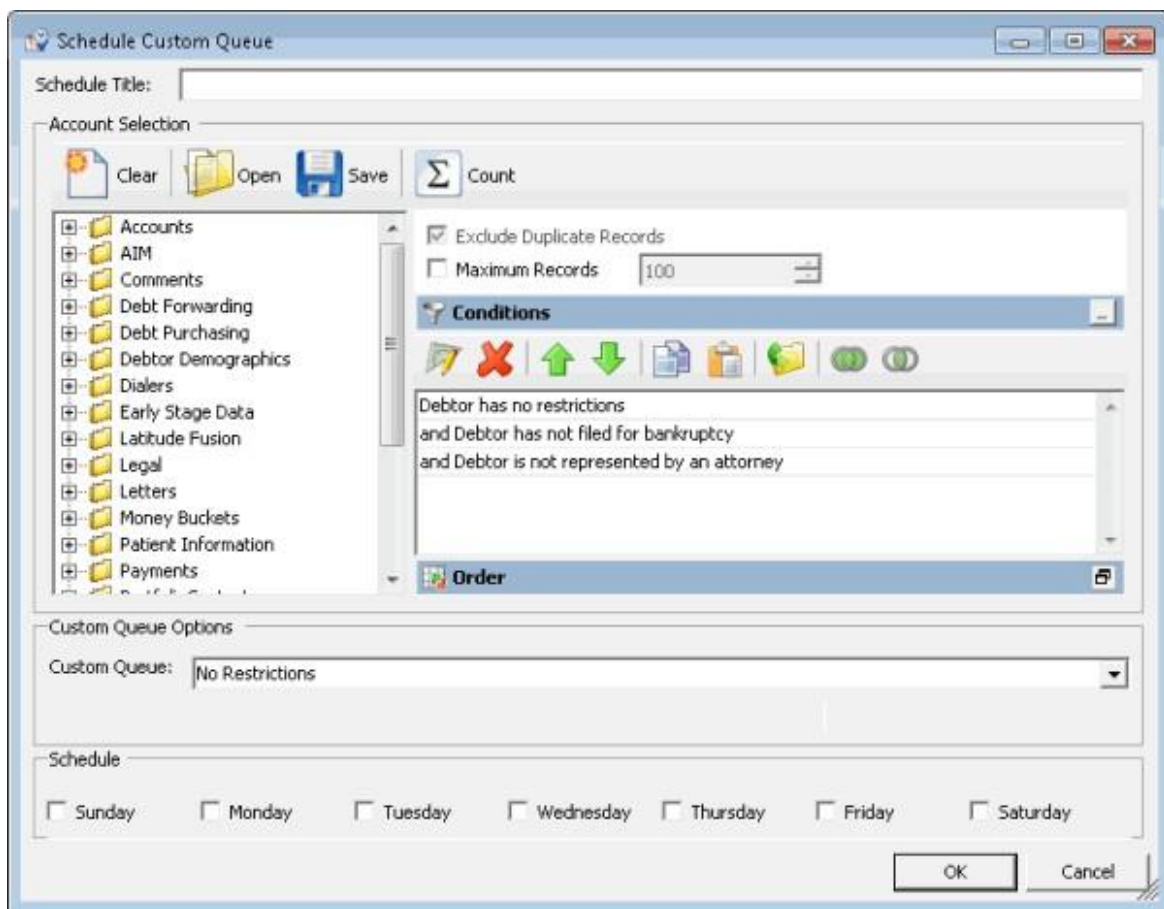 Schedule Custom Queue
Schedule Title:
Account Selection
Clear Open Save Σ Count
Accounts
AIM
Comments
Debt Forwarding
Debt Purchasing
Debtor Demographics
Dialers
Early Stage Data
Latitude Fusion
Legal
Letters
Money Buckets
Patient Information
Payments
Exclude Duplicate Records
Maximum Records 100
Conditions
Debtor has no restrictions
and Debtor has not filed for bankruptcy
and Debtor is not represented by an attorney
Order
Custom Queue Options
Custom Queue: No Restrictions
Schedule
Sunday Monday Tuesday Wednesday Thursday Friday Saturday
OK Cancel